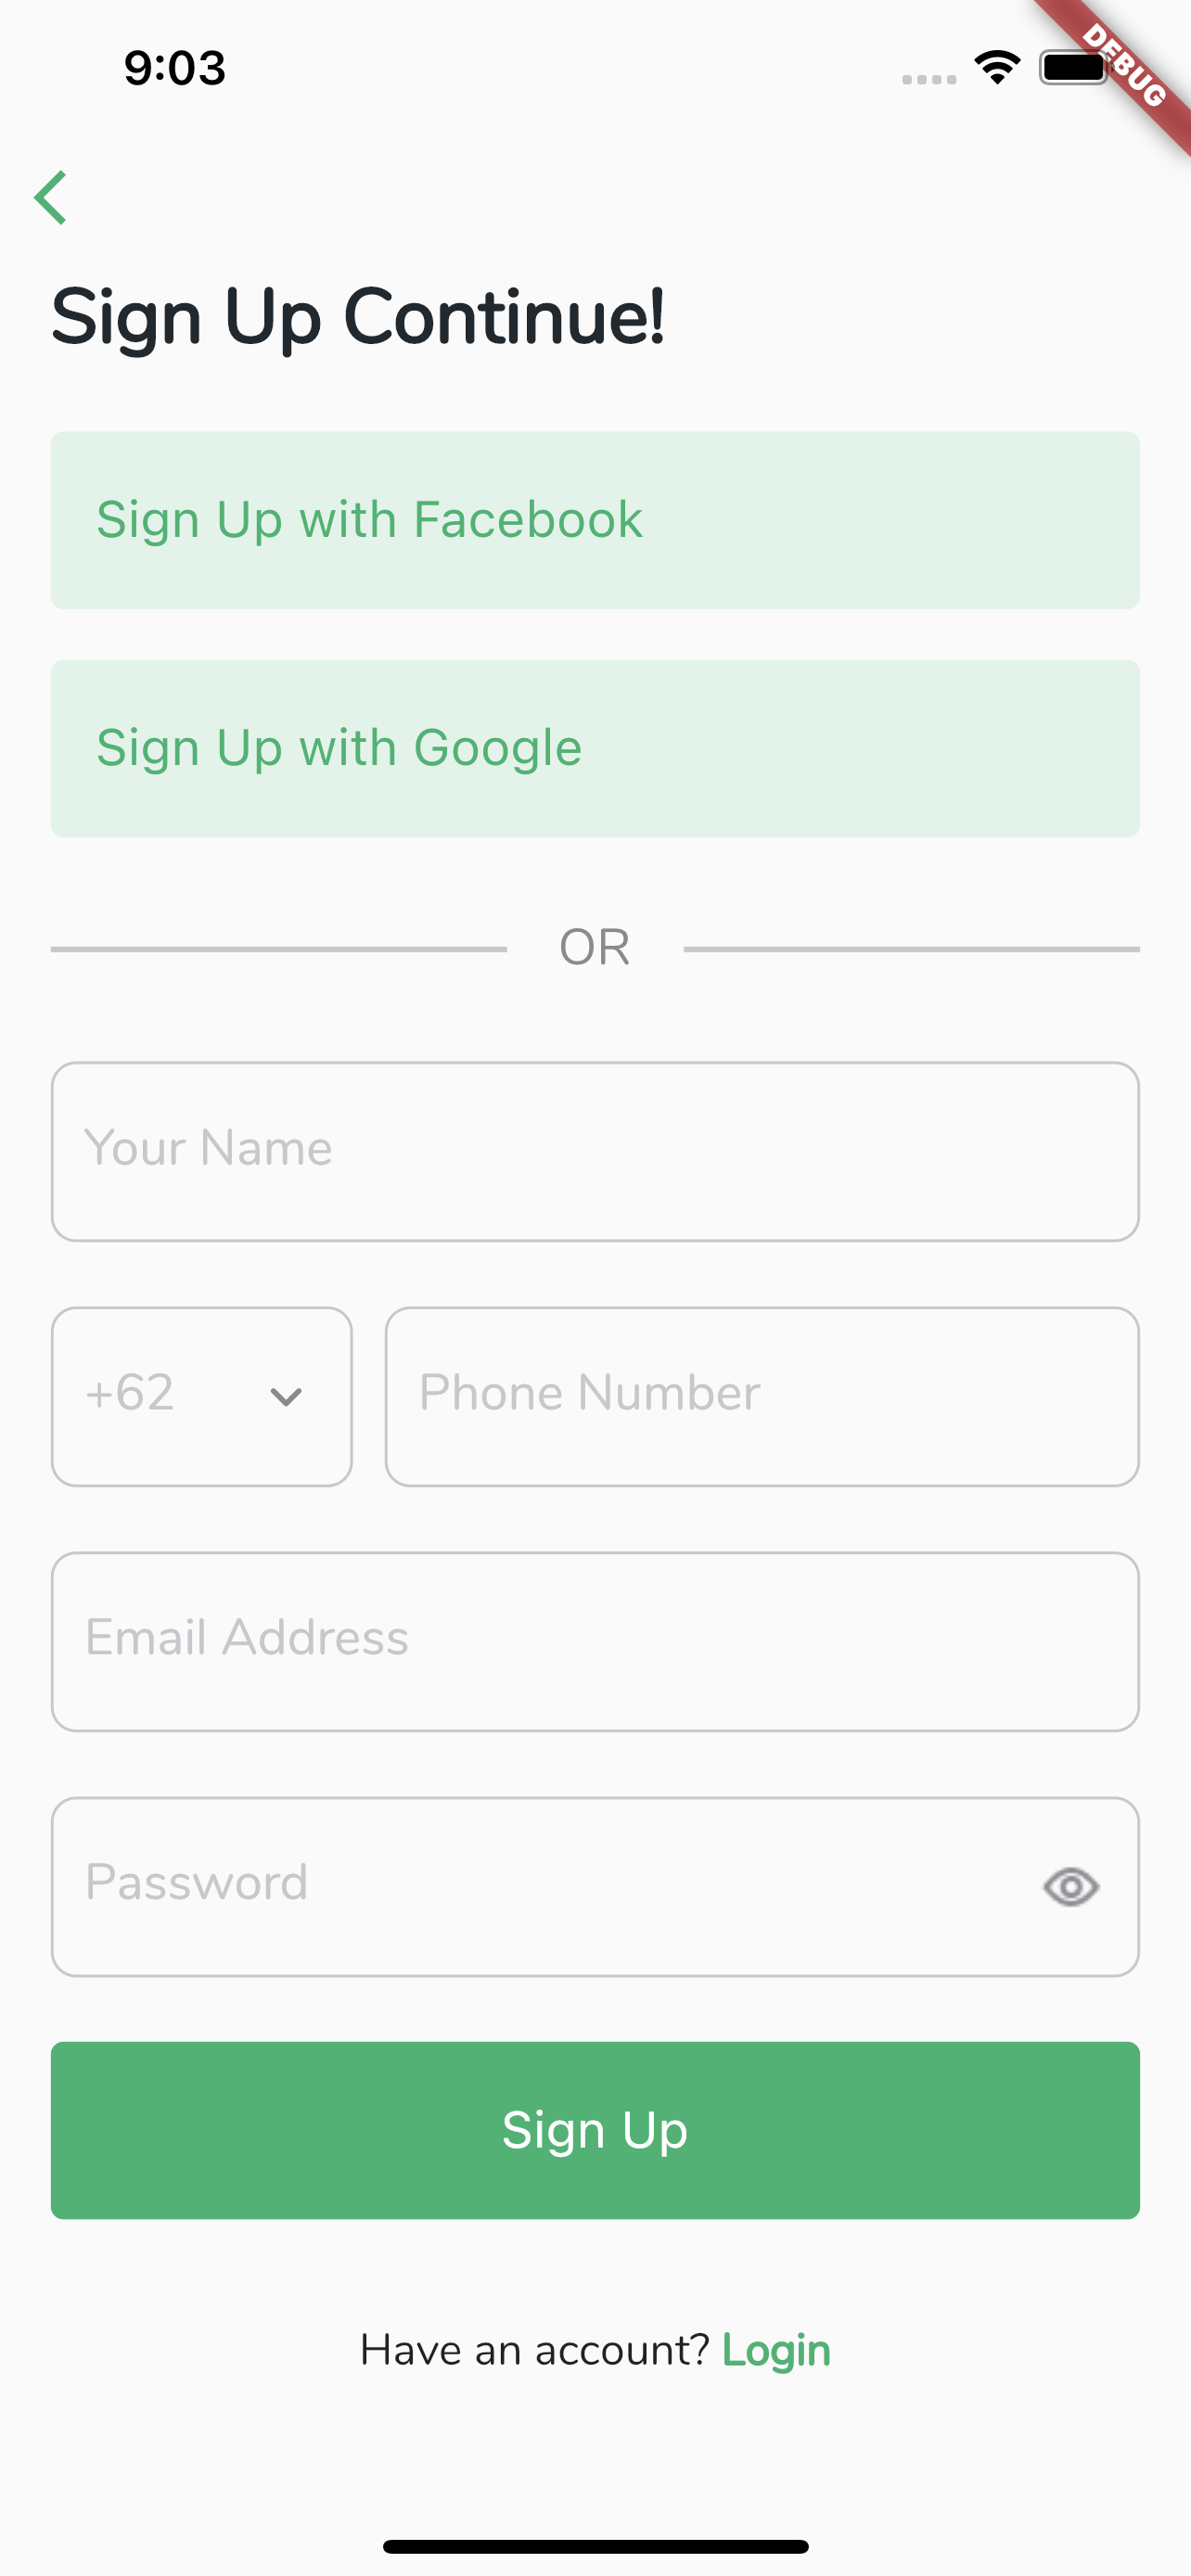 9:03
DEBUG
Sign Up Continue!
Sign Up with Facebook
Sign Up with Google
OR
Your Name
+62
Phone Number
Email Address
Password
Sign Up
Have an account? Login